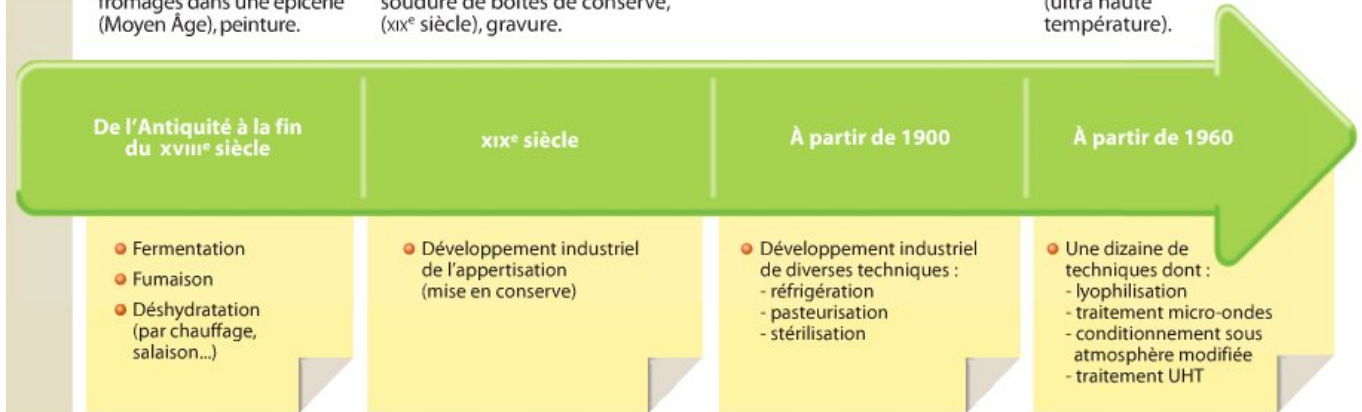 fromages dans une épicerie
(Moyen Âge), peinture.
soudure de boîtes de conserve,
(XIXᵉ siècle), gravure.
(ultra haute
température).
De l'Antiquité à la fin
du XVIIIᵉ siècle
XIXᵉ siècle
À partir de 1900
À partir de 1960
Fermentation
Fumaison
Déshydratation
(par chauffage,
salaison...)
Développement industriel
de l'appertisation
(mise en conserve)
Développement industriel
de diverses techniques :
- réfrigération
- pasteurisation
- stérilisation
Une dizaine de
techniques dont :
- lyophilisation
- traitement micro-ondes
- conditionnement sous
atmosphère modifiée
- traitement UHT